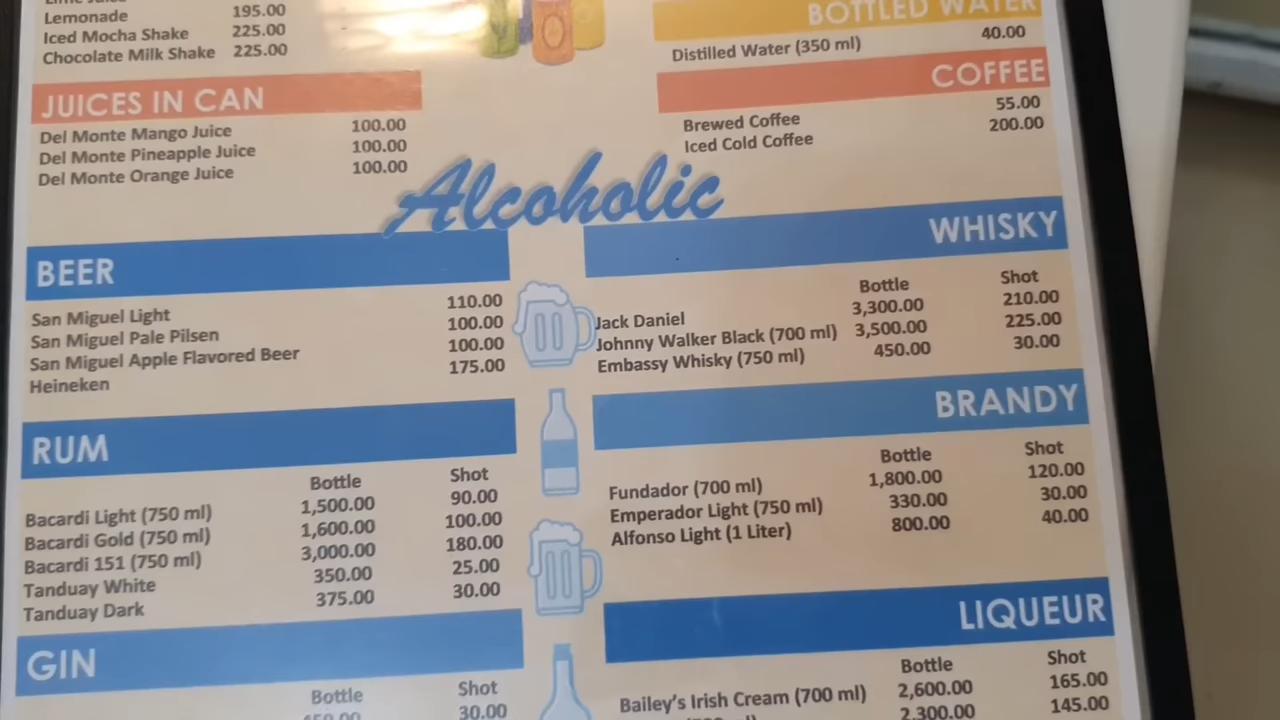 Lemonade 195.00
Iced Mocha Shake 225.00
Chocolate Milk Shake 225.00
JUICES IN CAN
Del Monte Mango Juice 100.00
Del Monte Pineapple Juice 100.00
Del Monte Orange Juice 100.00
BOTTLED WATER
Distilled Water (350 ml) 40.00
COFFEE
Brewed Coffee 55.00
Iced Cold Coffee 200.00
Alcoholic
BEER
San Miguel Light 110.00
San Miguel Pale Pilsen 100.00
San Miguel Apple Flavored Beer 100.00
Heineken 175.00
WHISKY
Bottle Shot
Jack Daniel 3,300.00 210.00
Johnny Walker Black (700 ml) 3,500.00 225.00
Embassy Whisky (750 ml) 450.00 30.00
RUM
Bottle Shot
Bacardi Light (750 ml) 1,500.00 90.00
Bacardi Gold (750 ml) 1,600.00 100.00
Bacardi 151 (750 ml) 3,000.00 180.00
Tanduay White 350.00 25.00
Tanduay Dark 375.00 30.00
BRANDY
Bottle Shot
Fundador (700 ml) 1,800.00 120.00
Emperador Light (750 ml) 330.00 30.00
Alfonso Light (1 Liter) 800.00 40.00
GIN
Bottle Shot
30.00
LIQUEUR
Bottle Shot
Bailey's Irish Cream (700 ml) 2,600.00 165.00
2,300.00 145.00